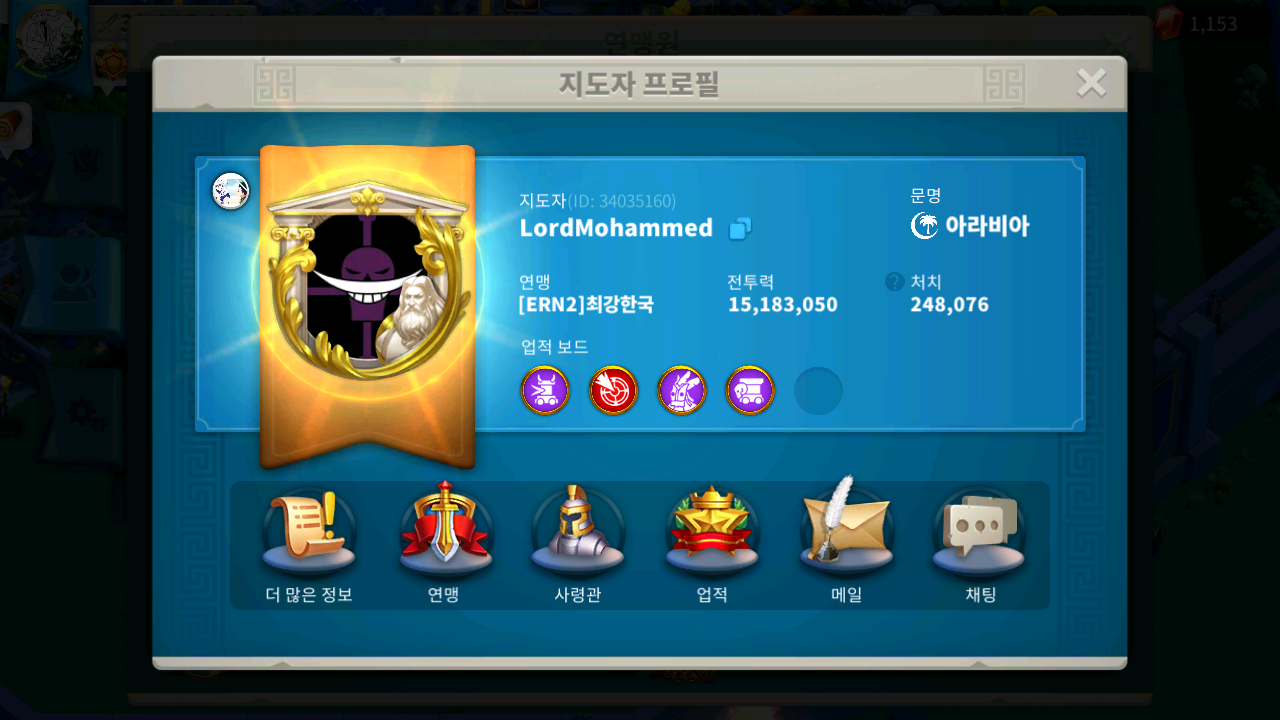 연맹원
1,153
지도자 프로필
지도자(ID: 34035160)
LordMohammed
문명
아라비아
연맹
[ERN2]최강한국
전투력
15,183,050
?
처치
248,076
업적 보드
더 많은 정보
연맹
사령관
업적
메일
채팅